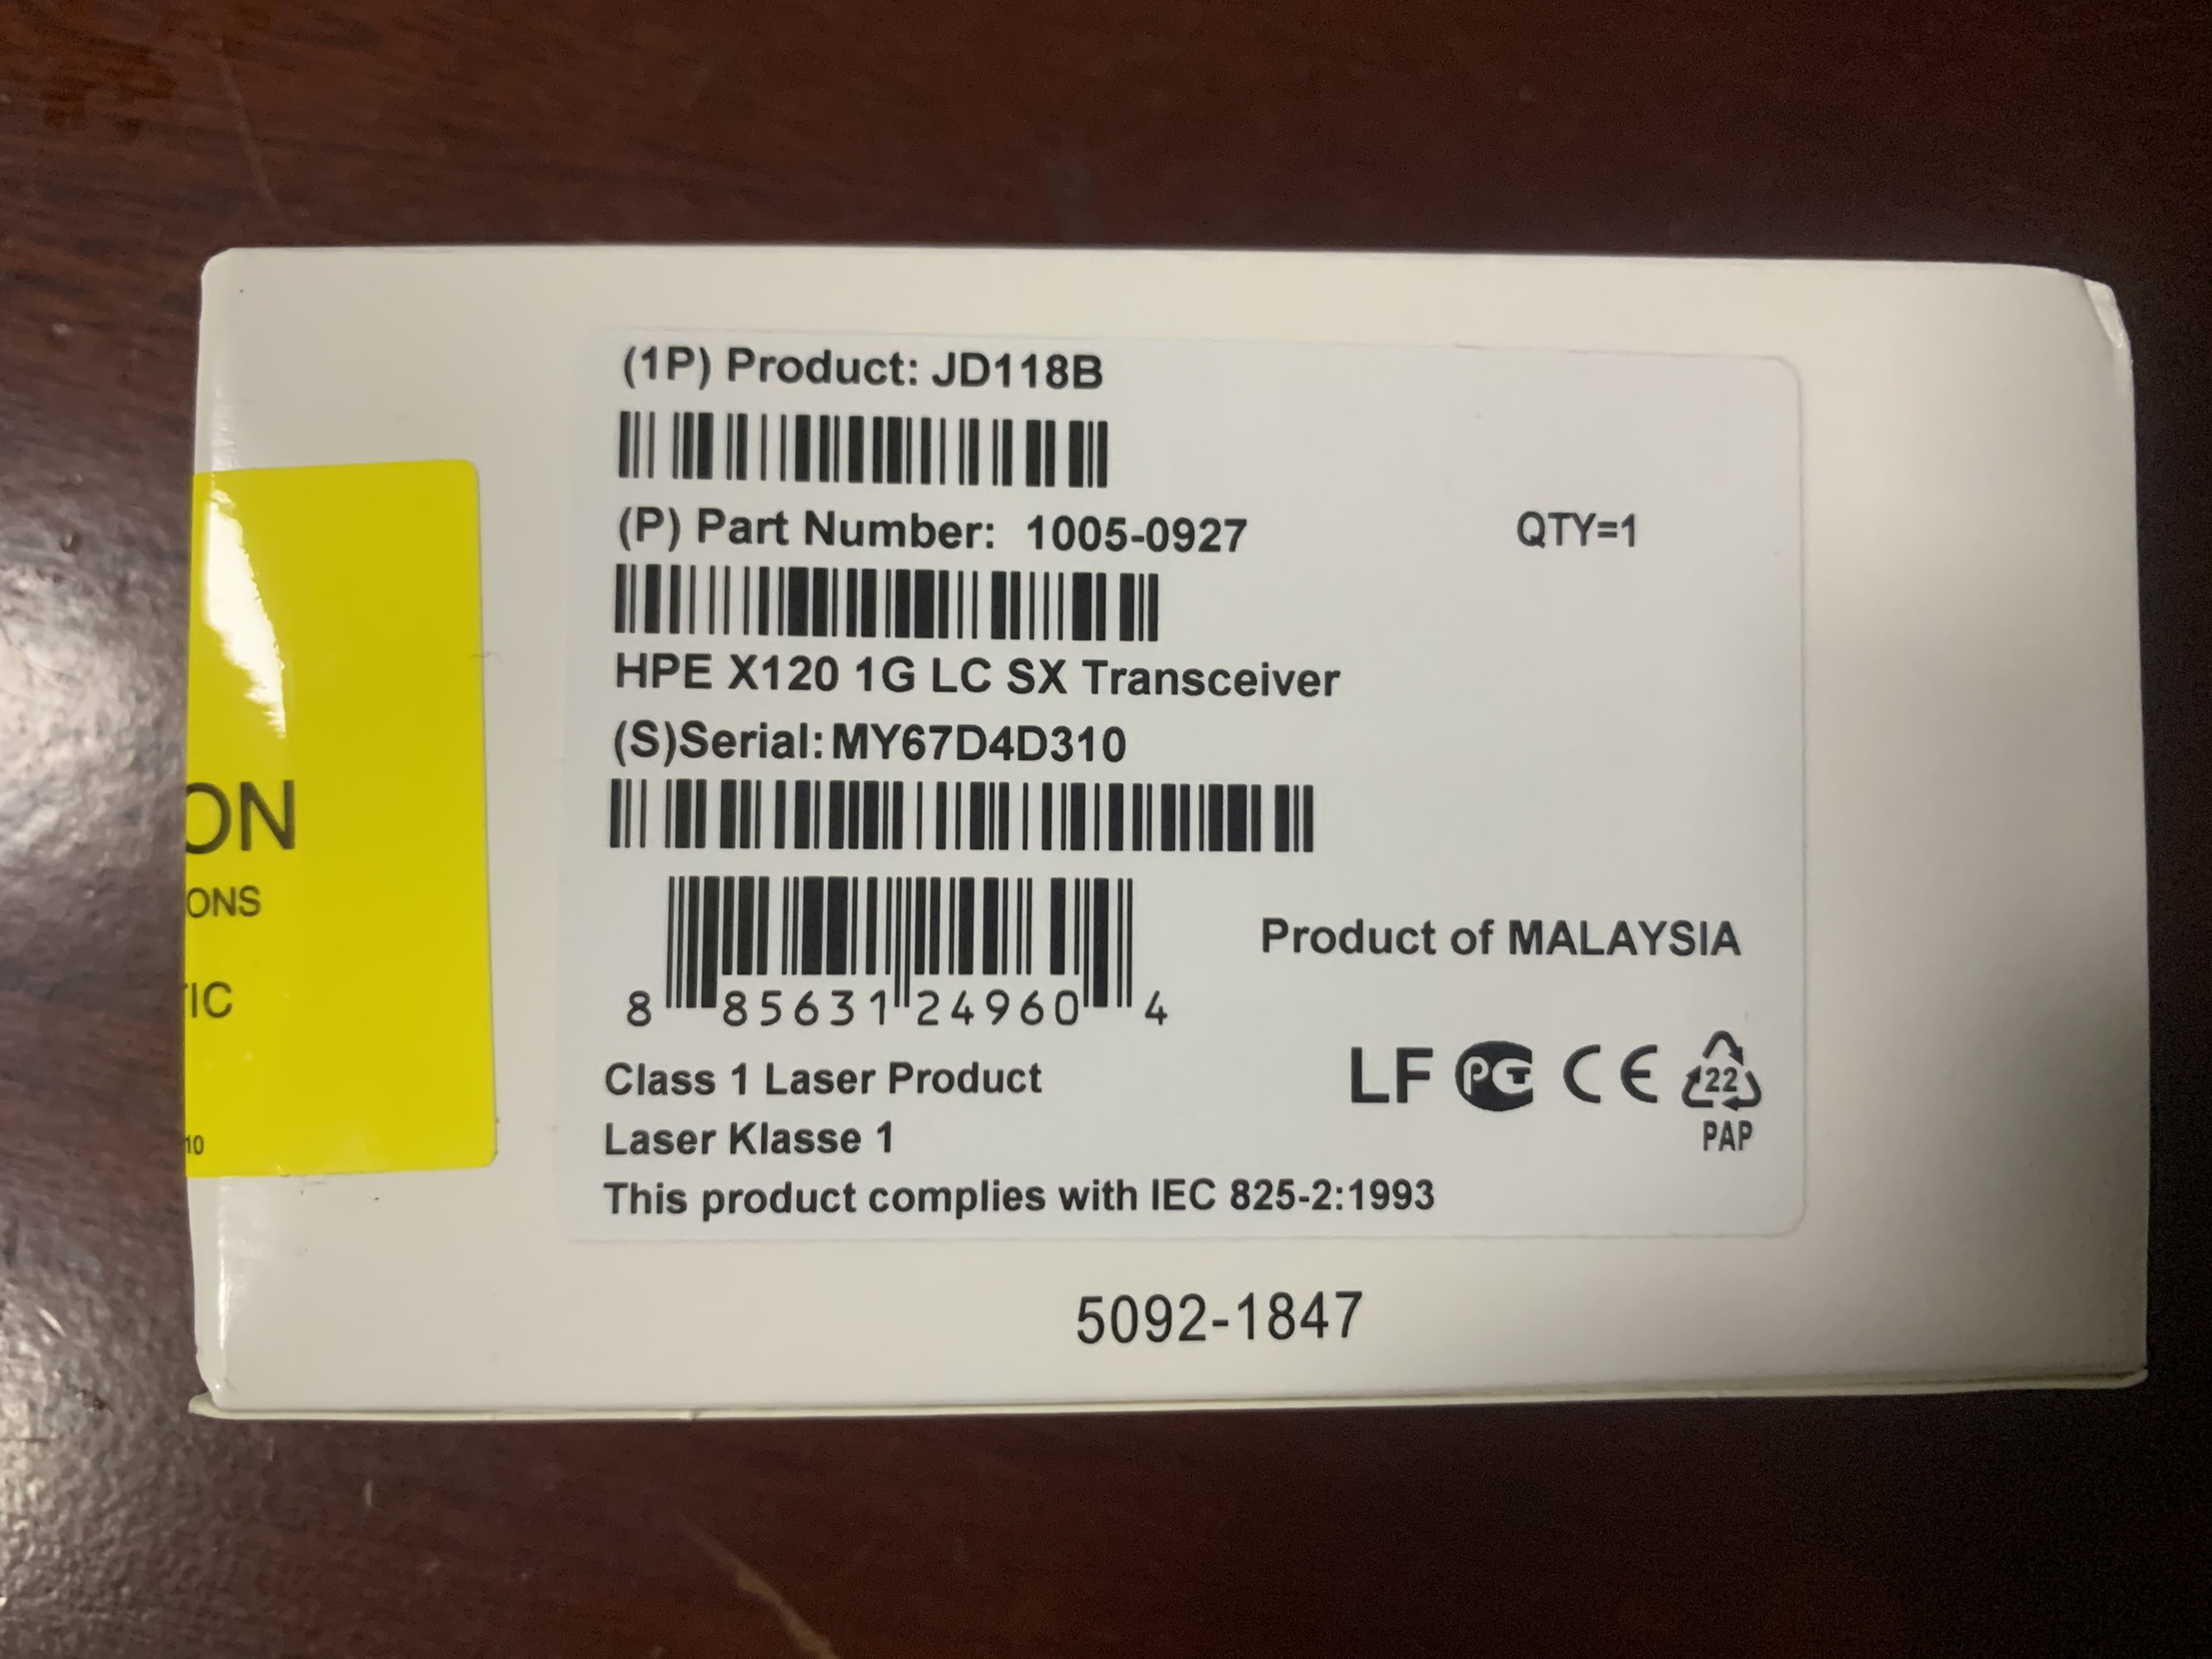 (1P) Product: JD118B
(P) Part Number: 1005-0927
QTY=1
HPE X120 1G LC SX Transceiver
(S)Serial:MY67D4D310
8 85631 24960 4
Product of MALAYSIA
Class 1 Laser Product
LF PCT CE 22
PAP
Laser Klasse 1
This product complies with IEC 825-2:1993
5092-1847
ON
ONS
TIC
10